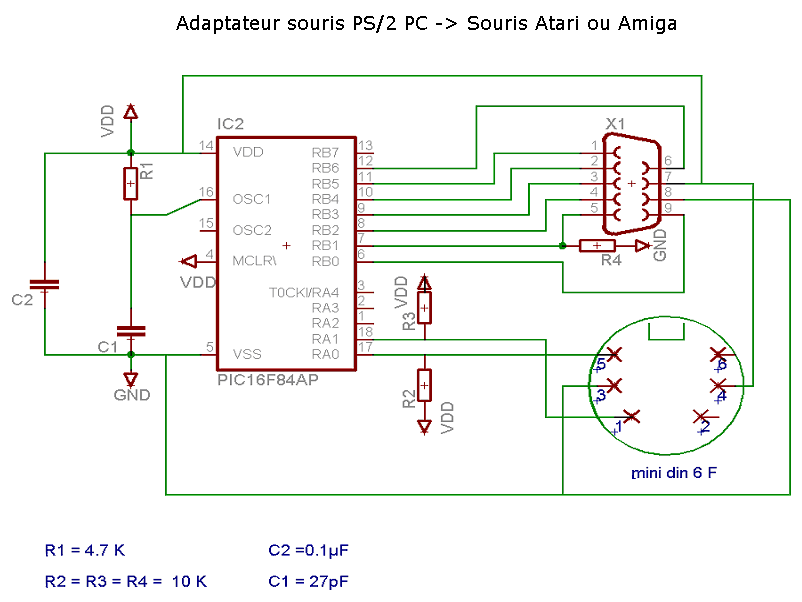 Adaptateur souris PS/2 PC -> Souris Atari ou Amiga
VDD
R1
C2
C1
GND
IC2
14 VDD
16 OSC1
15 OSC2
4 MCLR\
VDD
5 VSS
RB7 13
RB6 12
RB5 11
RB4 10
RB3 9
RB2 8
RB1 7
RB0 6
T0CKI/RA4 3
RA3 2
RA2 1
RA1 18
RA0 17
PIC16F84AP
VDD
R3
R2
VDD
X1
1
2
3
4
5
6
7
8
9
R4
GND
5
6
3
4
1
2
mini din 6 F
R1 = 4.7 K
C2 =0.1µF
R2 = R3 = R4 = 10 K
C1 = 27pF